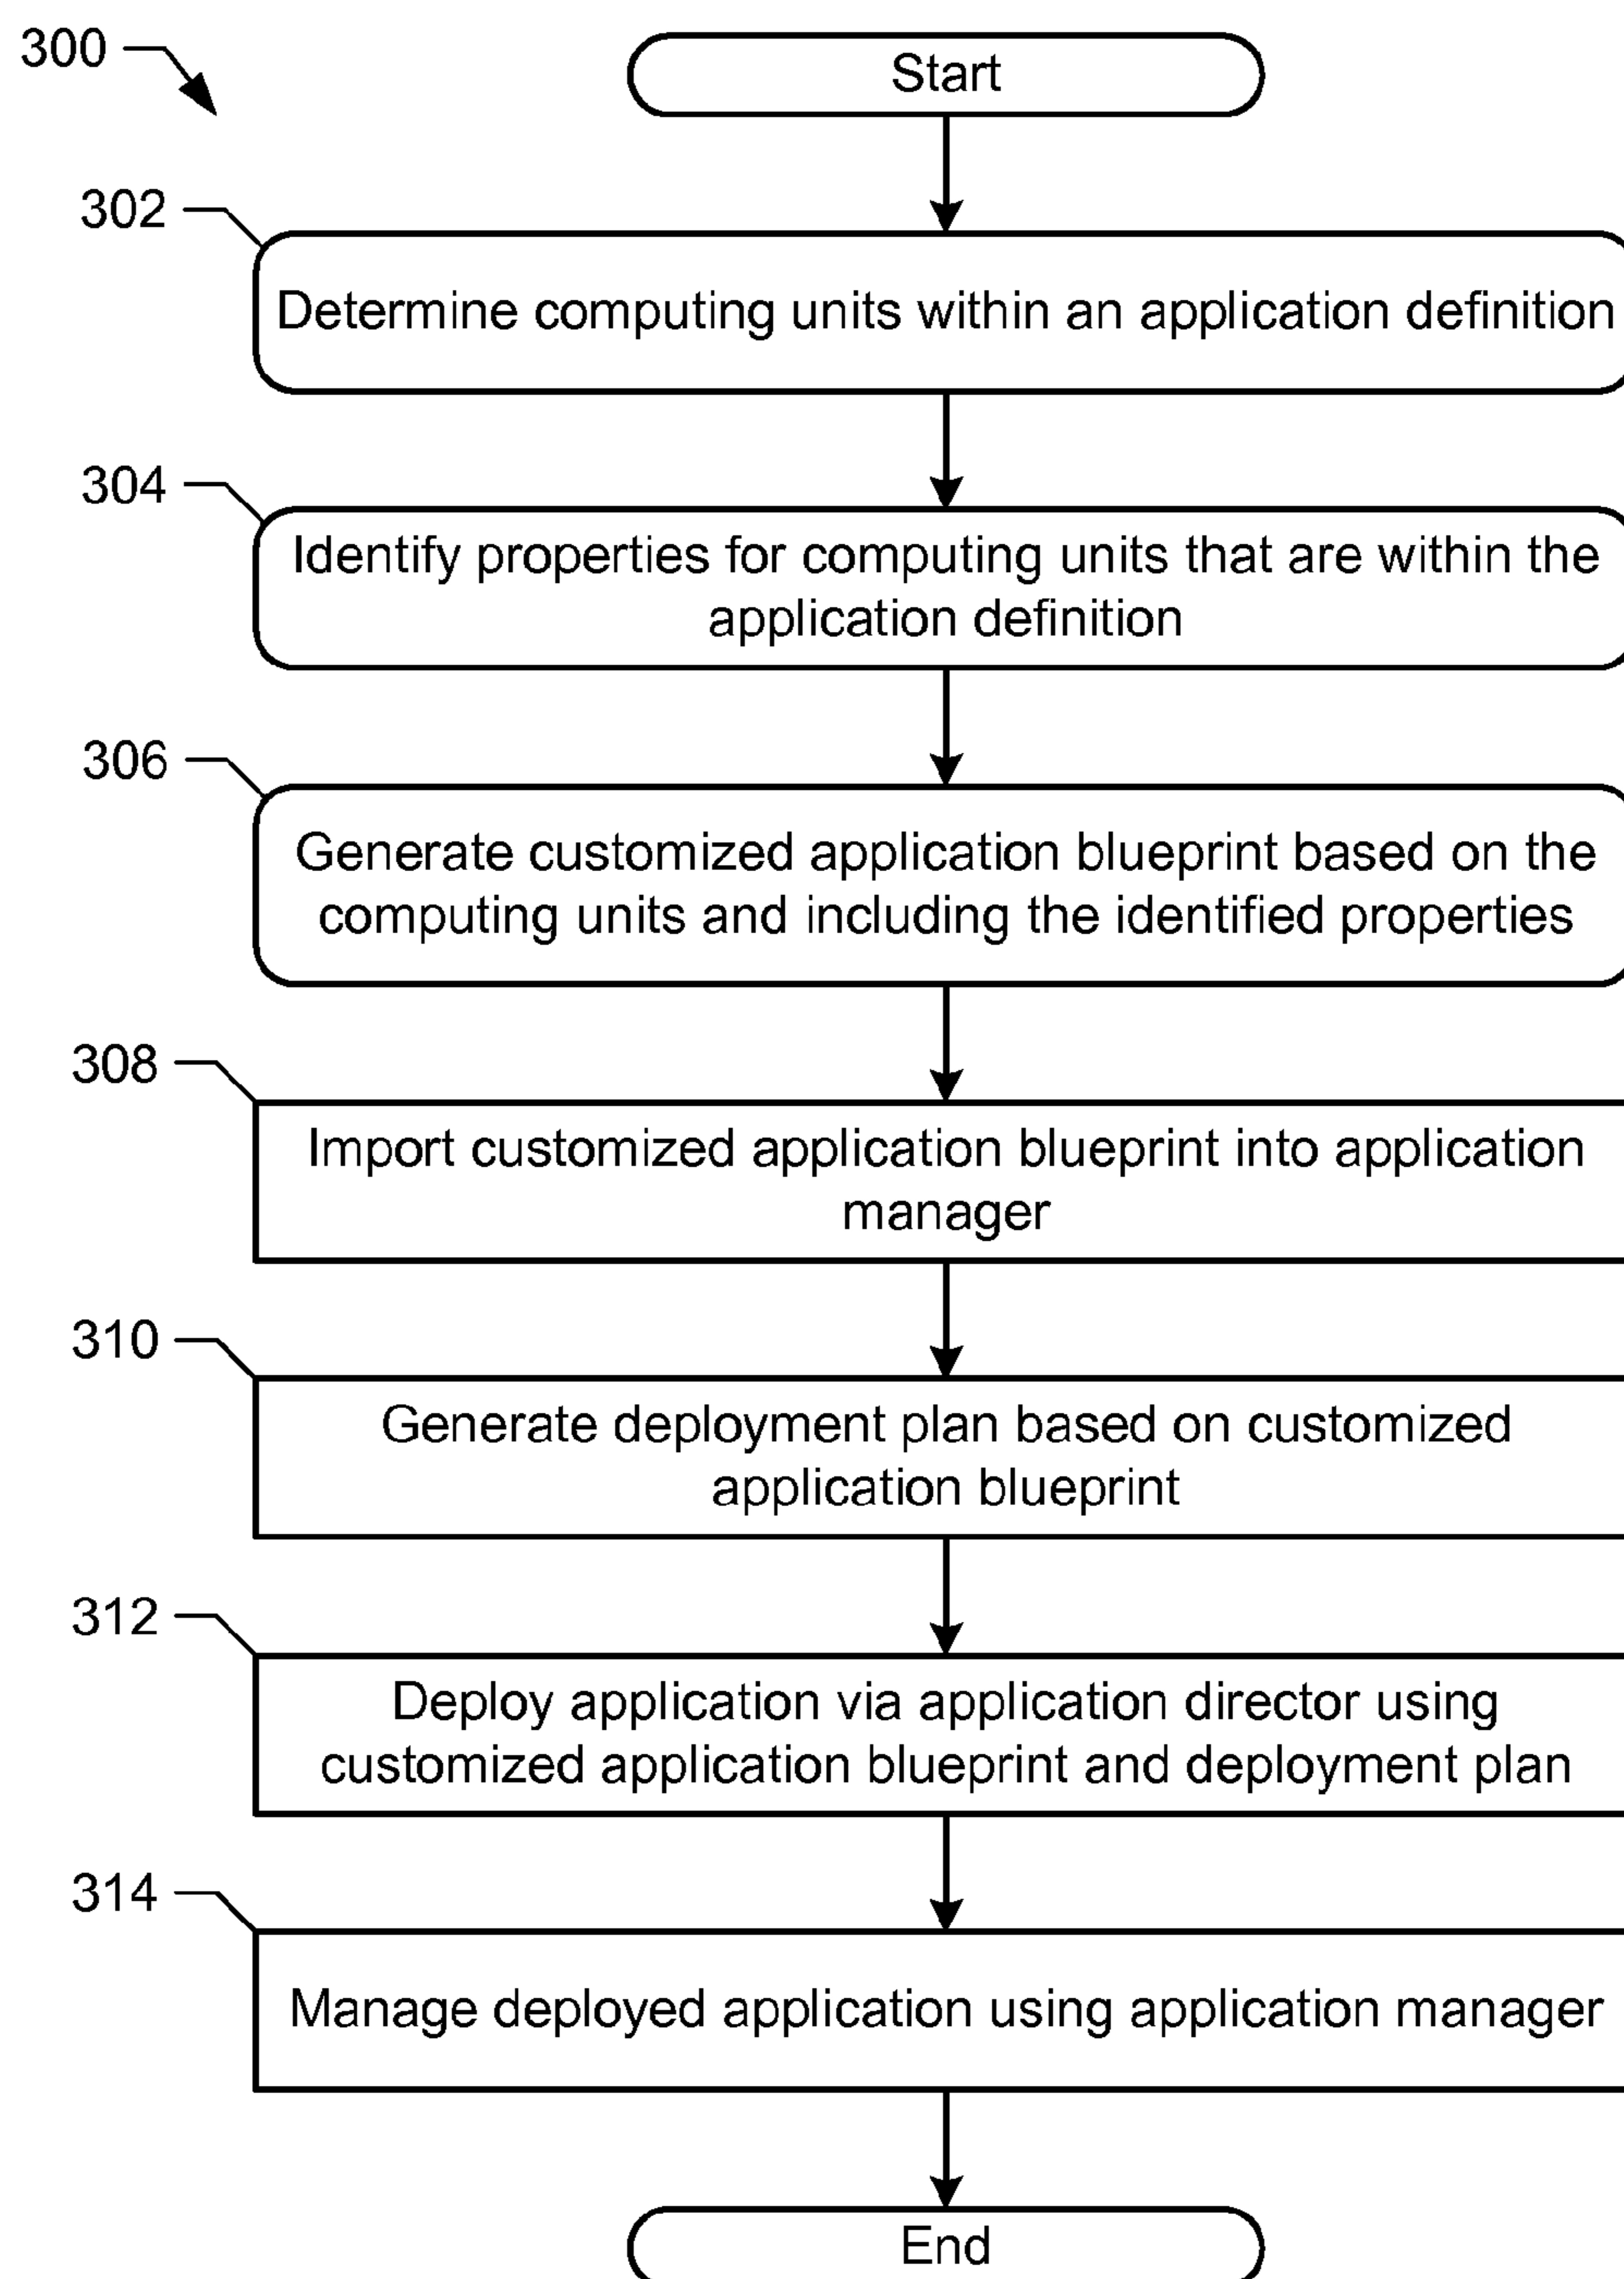 300
Start
302
Determine computing units within an application definition
304
Identify properties for computing units that are within the
application definition
306
Generate customized application blueprint based on the
computing units and including the identified properties
308
Import customized application blueprint into application
manager
310
Generate deployment plan based on customized
application blueprint
312
Deploy application via application director using
customized application blueprint and deployment plan
314
Manage deployed application using application manager
End